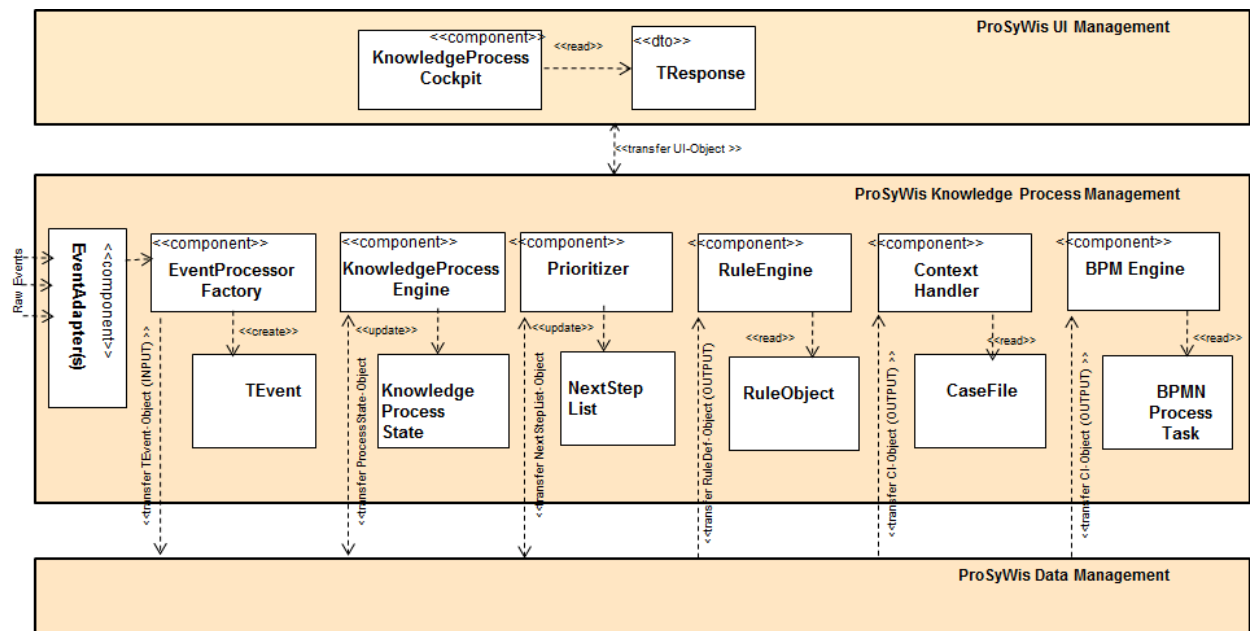 ProSyWis UI Management
<<component>>
KnowledgeProcess
Cockpit
<<read>>
<<dto>>
TResponse
<<transfer UI-Object >>
ProSyWis Knowledge Process Management
Raw Events
<<component>>
EventAdapter(s)
<<component>>
EventProcessor
Factory
<<component>>
KnowledgeProcess
Engine
<<component>>
Prioritizer
<<component>>
RuleEngine
<<component>>
Context
Handler
<<component>>
BPM Engine
<<create>>
<<update>>
<<update>>
<<read>>
<<read>>
<<read>>
TEvent
Knowledge
Process
State
NextStep
List
RuleObject
CaseFile
BPMN
Process
Task
<<transfer TEvent-Object (INPUT) >>
<<transfer ProcessState-Object
<<transfer NextStepList-Object
<<transfer RuleDef-Object (OUTPUT)
<<transfer CI-Object (OUTPUT) >>
<<transfer CI-Object (OUTPUT) >>
ProSyWis Data Management